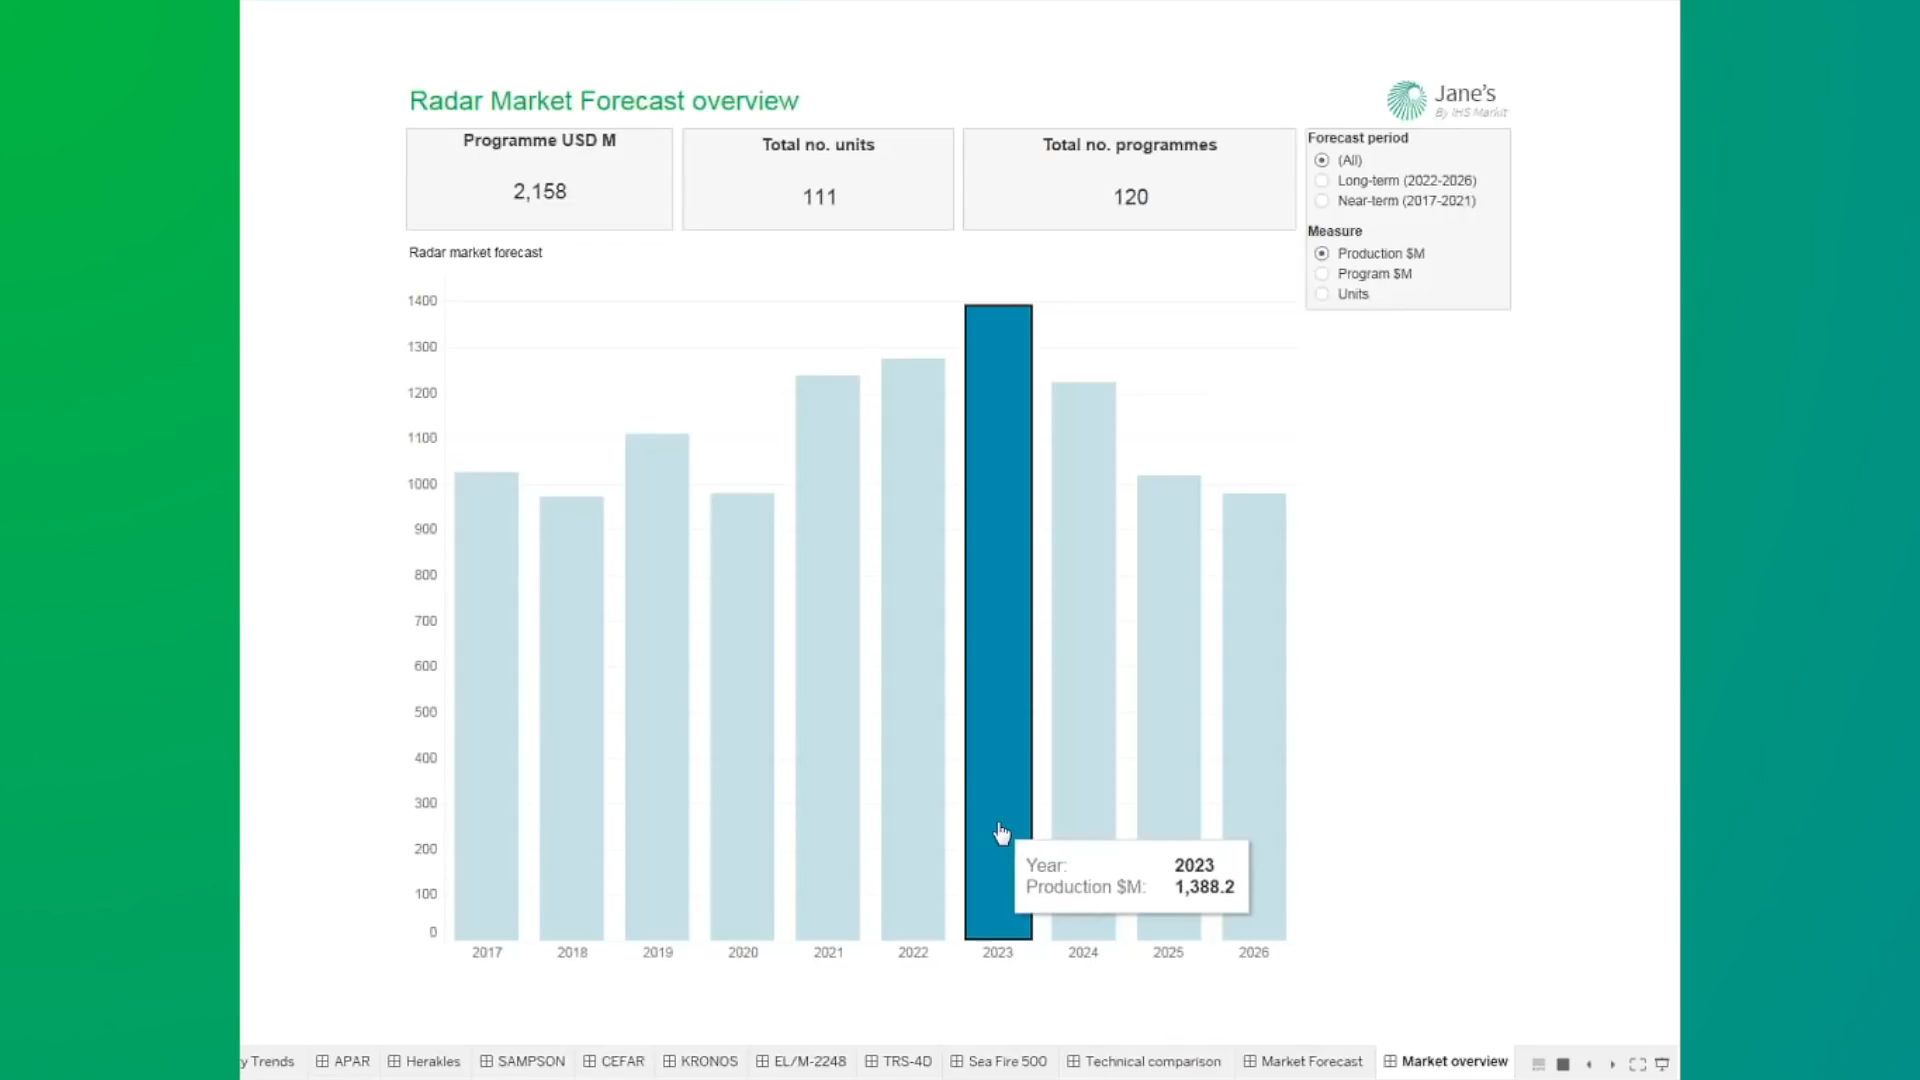 Radar Market Forecast overview
Jane's
By IHS Markit
Programme USD M
2,158
Total no. units
111
Total no. programmes
120
Forecast period
(All)
Long-term (2022-2026)
Near-term (2017-2021)
Measure
Production $M
Program $M
Units
Radar market forecast
1400
1300
1200
1100
1000
900
800
700
600
500
400
300
200
100
0
Year: 2023
Production $M: 1,388.2
2017 2018 2019 2020 2021 2022 2023 2024 2025 2026
y Trends APAR Herakles SAMPSON CEFAR KRONOS EL/M-2248 TRS-4D Sea Fire 500 Technical comparison Market Forecast Market overview